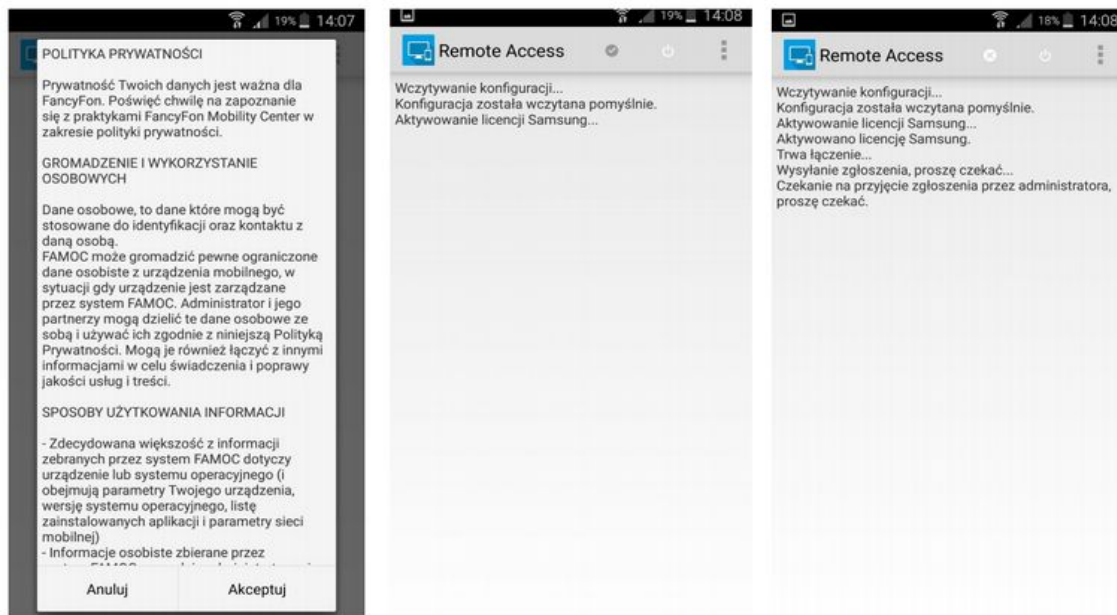 19% 14:07
POLITYKA PRYWATNOŚCI
Prywatność Twoich danych jest ważna dla
FancyFon. Poświęć chwilę na zapoznanie
się z praktykami FancyFon Mobility Center w
zakresie polityki prywatności.
GROMADZENIE I WYKORZYSTANIE
OSOBOWYCH
Dane osobowe, to dane które mogą być
stosowane do identyfikacji oraz kontaktu z
daną osobą.
FAMOC może gromadzić pewne ograniczone
dane osobiste z urządzenia mobilnego, w
sytuacji gdy urządzenie jest zarządzane
przez system FAMOC. Administrator i jego
partnerzy mogą dzielić te dane osobowe ze
sobą i używać ich zgodnie z niniejszą Polityką
Prywatności. Mogą je również łączyć z innymi
informacjami w celu świadczenia i poprawy
jakości usług i treści.
SPOSOBY UŻYTKOWANIA INFORMACJI
- Zdecydowana większość z informacji
zebranych przez system FAMOC dotyczy
urządzenie lub systemu operacyjnego (i
obejmują parametry Twojego urządzenia,
wersję systemu operacyjnego, listę
zainstalowanych aplikacji i parametry sieci
mobilnej)
- Informacje osobiste zbierane przez
Anuluj Akceptuj
19% 14:08
Remote Access
Wczytywanie konfiguracji...
Konfiguracja została wczytana pomyślnie.
Aktywowanie licencji Samsung...
18% 14:08
Remote Access
Wczytywanie konfiguracji...
Konfiguracja została wczytana pomyślnie.
Aktywowanie licencji Samsung...
Aktywowano licencję Samsung.
Trwa łączenie...
Wysyłanie zgłoszenia, proszę czekać...
Czekanie na przyjęcie zgłoszenia przez administratora,
proszę czekać.